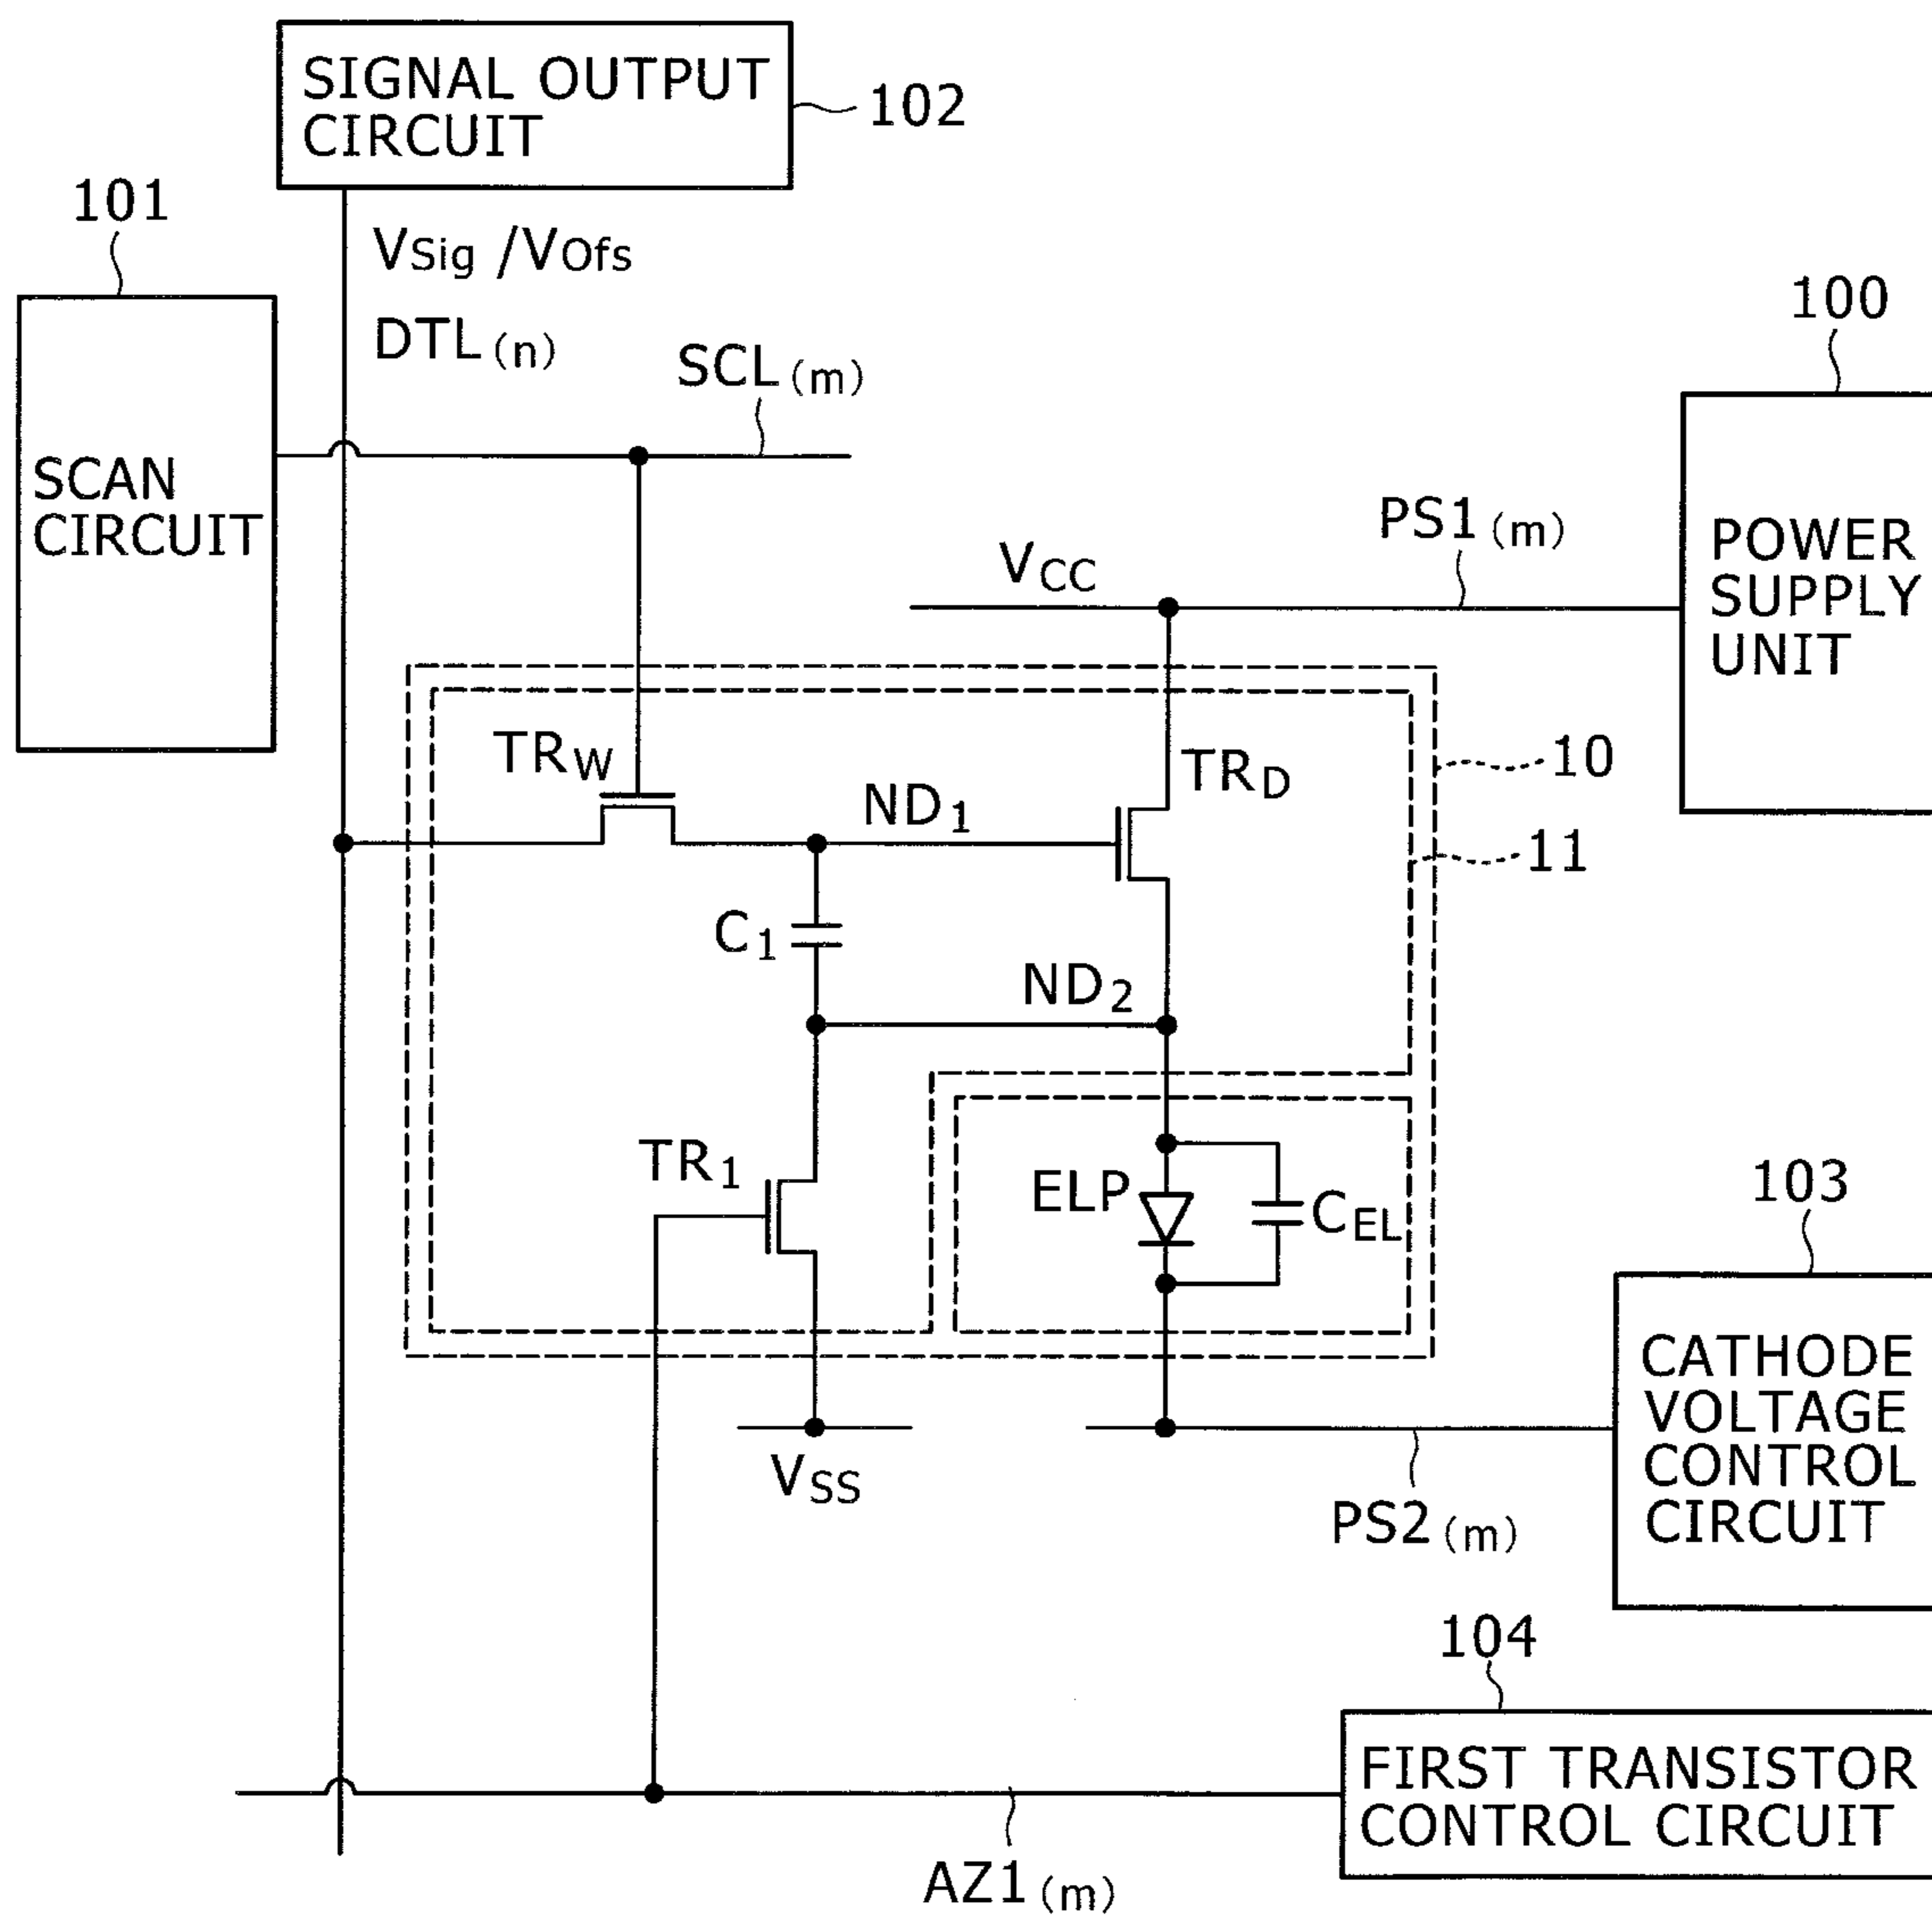 SIGNAL OUTPUT
CIRCUIT
102
101
VSig /VOfs
DTL(n)
SCL(m)
100
SCAN
CIRCUIT
PS1(m)
VCC
POWER
SUPPLY
UNIT
TRW
TRD
10
ND1
11
C1
ND2
TR1
ELP
CEL
103
CATHODE
VOLTAGE
CONTROL
CIRCUIT
VSS
PS2(m)
104
FIRST TRANSISTOR
CONTROL CIRCUIT
AZ1(m)